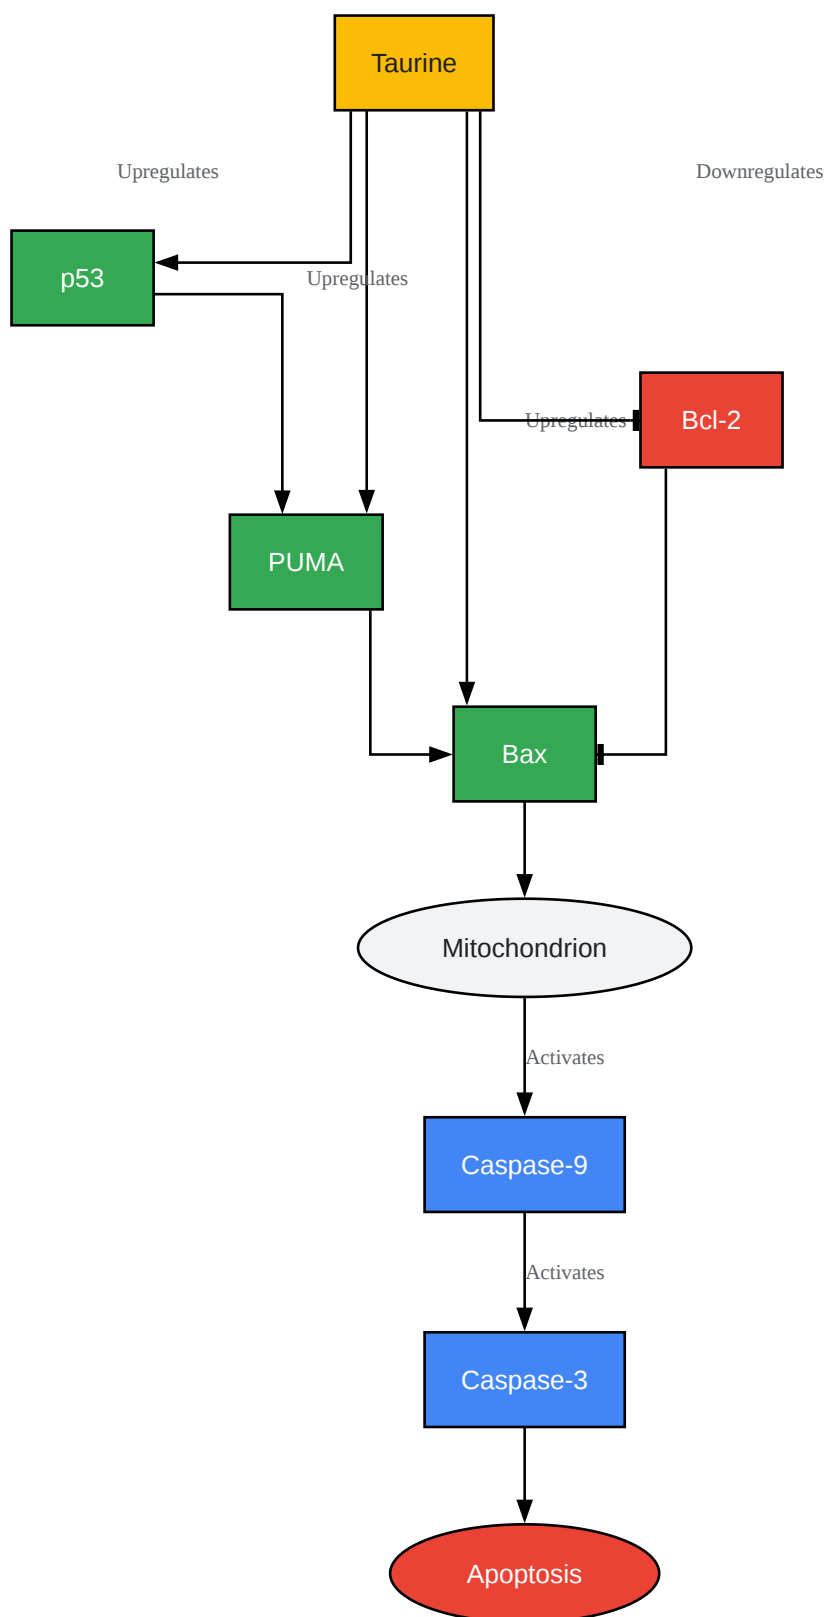 Taurine
Upregulates
Downregulates
p53
Upregulates
Upregulates
Bcl-2
PUMA
Bax
Mitochondrion
Activates
Caspase-9
Activates
Caspase-3
Apoptosis